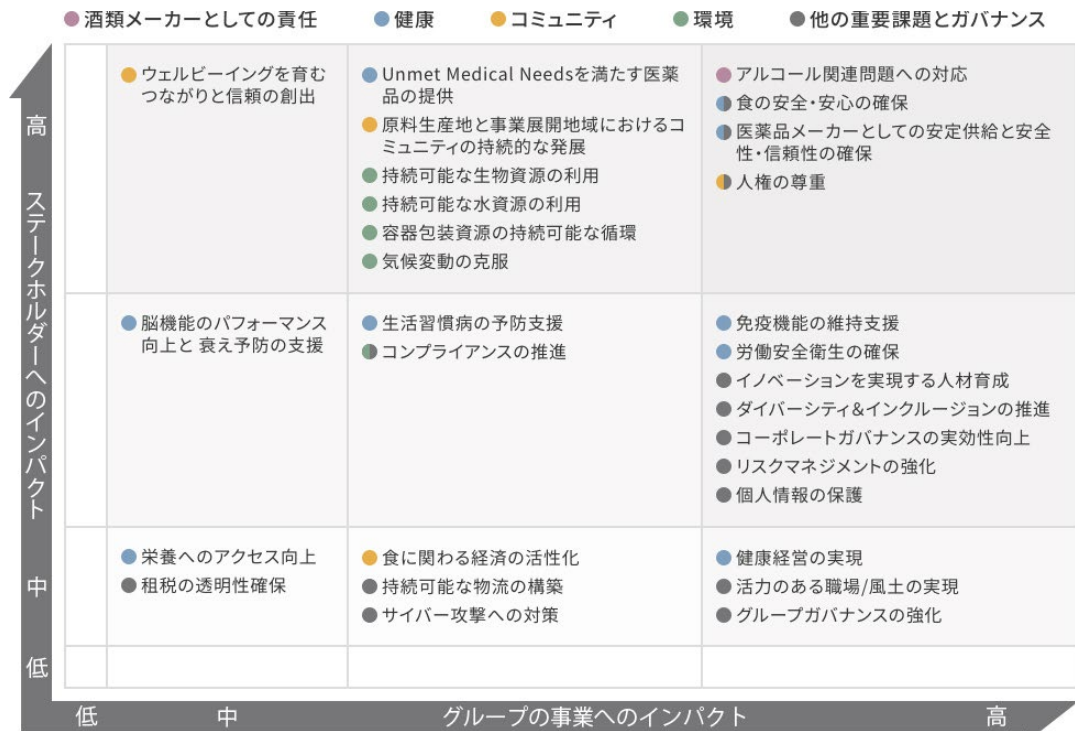 酒類メーカーとしての責任
健康
コミュニティ
環境
他の重要課題とガバナンス
高
ステークホルダーへのインパクト
中
低
ウェルビーイングを育む
つながりと信頼の創出
Unmet Medical Needsを満たす医薬
品の提供
原料生産地と事業展開地域におけるコ
ミュニティの持続的な発展
持続可能な生物資源の利用
持続可能な水資源の利用
容器包装資源の持続可能な循環
気候変動の克服
アルコール関連問題への対応
食の安全・安心の確保
医薬品メーカーとしての安定供給と安全
性・信頼性の確保
人権の尊重
脳機能のパフォーマンス
向上と 衰え予防の支援
生活習慣病の予防支援
コンプライアンスの推進
免疫機能の維持支援
労働安全衛生の確保
イノベーションを実現する人材育成
ダイバーシティ&インクルージョンの推進
コーポレートガバナンスの実効性向上
リスクマネジメントの強化
個人情報の保護
栄養へのアクセス向上
租税の透明性確保
食に関わる経済の活性化
持続可能な物流の構築
サイバー攻撃への対策
健康経営の実現
活力のある職場/風土の実現
グループガバナンスの強化
低
中
グループの事業へのインパクト
高